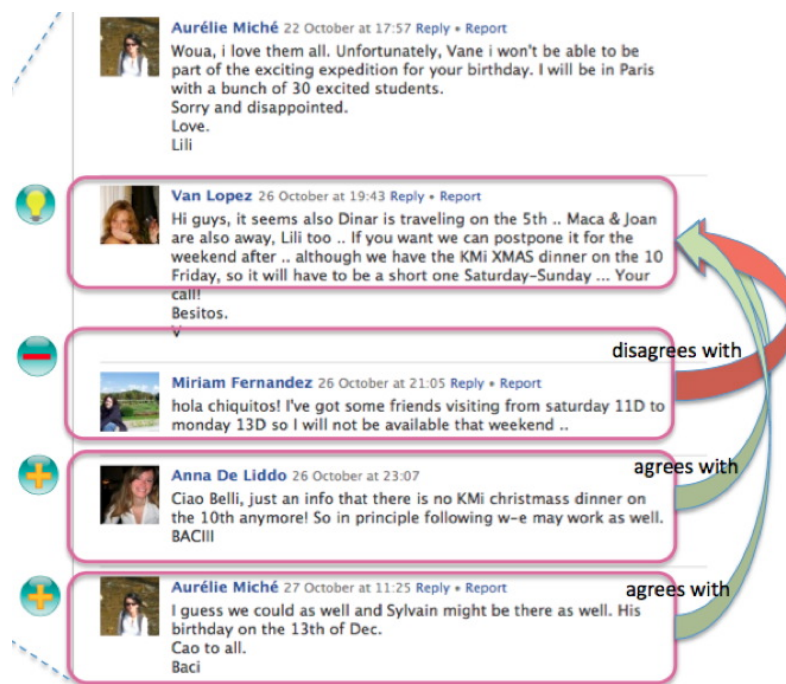 Aurélie Miché 22 October at 17:57 Reply • Report
Woua, i love them all. Unfortunately, Vane i won't be able to be
part of the exciting expedition for your birthday. I will be in Paris
with a bunch of 30 excited students.
Sorry and disappointed.
Love.
Lili
Van Lopez 26 October at 19:43 Reply • Report
Hi guys, it seems also Dinar is traveling on the 5th .. Maca & Joan
are also away, Lili too .. If you want we can postpone it for the
weekend after .. although we have the KMi XMAS dinner on the 10
Friday, so it will have to be a short one Saturday-Sunday ... Your
call!
Besitos.
V
disagrees with
Miriam Fernandez 26 October at 21:05 Reply • Report
hola chiquitos! I've got some friends visiting from saturday 11D to
monday 13D so I will not be available that weekend ..
agrees with
Anna De Liddo 26 October at 23:07
Ciao Belli, just an info that there is no KMi christmass dinner on
the 10th anymore! So in principle following w-e may work as well.
BACIII
agrees with
Aurélie Miché 27 October at 11:25 Reply • Report
I guess we could as well and Sylvain might be there as well. His
birthday on the 13th of Dec.
Cao to all.
Baci